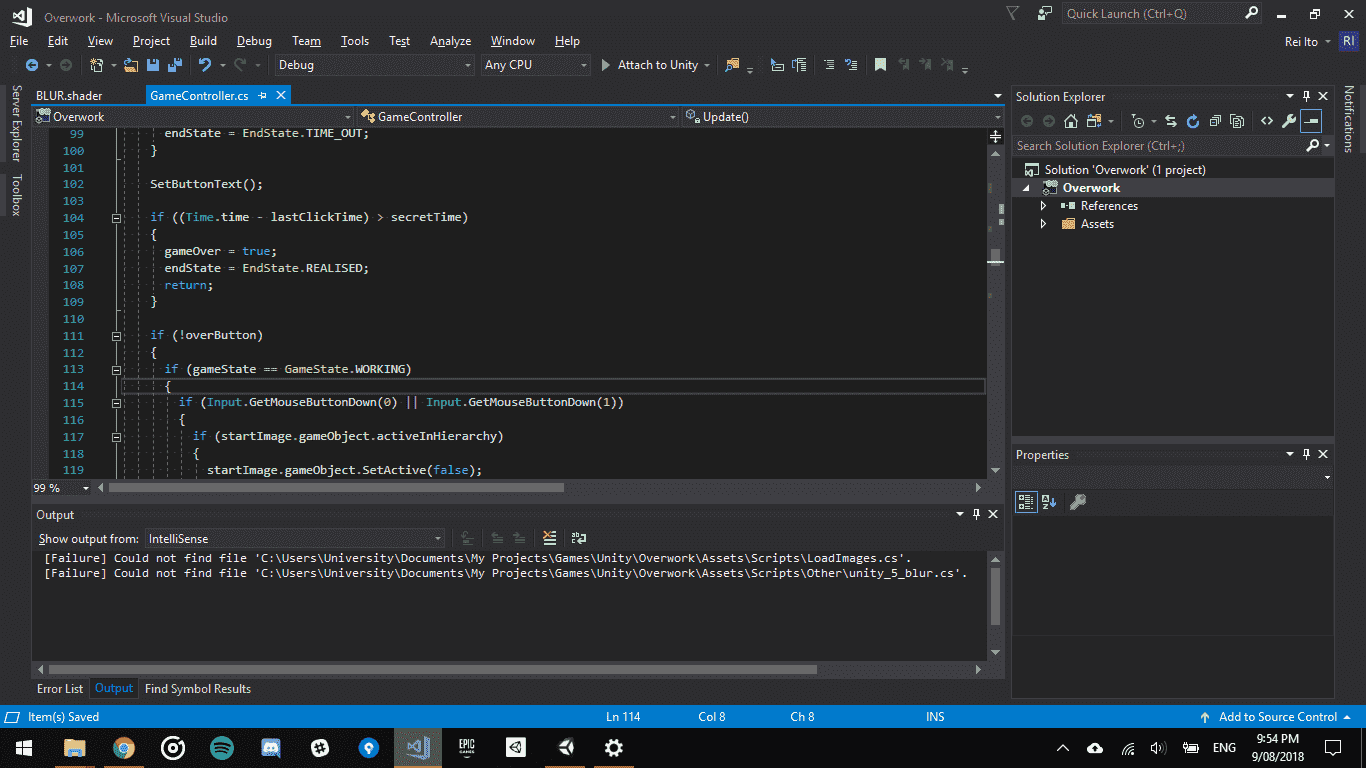 Overwork - Microsoft Visual Studio
Quick Launch (Ctrl+Q)
File Edit View Project Build Debug Team Tools Test Analyze Window Help
Rei Ito RI
Debug Any CPU Attach to Unity
Server Explorer
Toolbox
BLUR.shader GameController.cs
Overwork GameController Update()
99 endState = EndState.TIME_OUT;
100 }
101
102 SetButtonText();
103
104 if ((Time.time - lastClickTime) > secretTime)
105 {
106 gameOver = true;
107 endState = EndState.REALISED;
108 return;
109 }
110
111 if (!overButton)
112 {
113 if (gameState == GameState.WORKING)
114 {
115 if (Input.GetMouseButtonDown(0) || Input.GetMouseButtonDown(1))
116 {
117 if (startImage.gameObject.activeInHierarchy)
118 {
119 startImage.gameObject.SetActive(false);
99 %
Output
Show output from: IntelliSense
[Failure] Could not find file 'C:\Users\University\Documents\My Projects\Games\Unity\Overwork\Assets\Scripts\LoadImages.cs'.
[Failure] Could not find file 'C:\Users\University\Documents\My Projects\Games\Unity\Overwork\Assets\Scripts\Other\unity_5_blur.cs'.
Error List Output Find Symbol Results
Solution Explorer
Search Solution Explorer (Ctrl+;)
Solution 'Overwork' (1 project)
Overwork
References
Assets
Properties
Notifications
Item(s) Saved Ln 114 Col 8 Ch 8 INS Add to Source Control
EPIC
GAMES
ENG
9:54 PM
9/08/2018